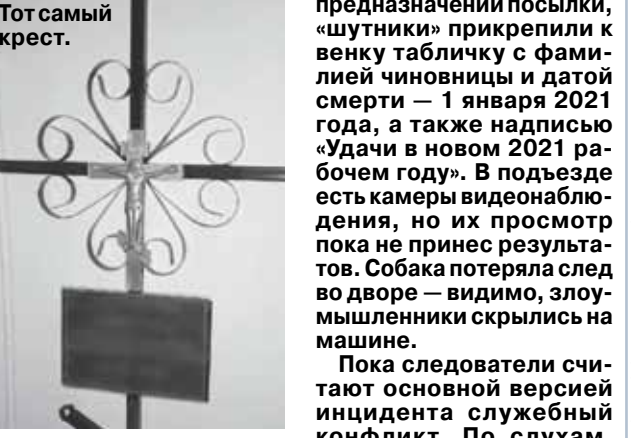 Тот самый
крест.
предназначении посылки,
«шутники» прикрепили к
венку табличку с фами-
лией чиновницы и датой
смерти — 1 января 2021
года, а также надписью
«Удачи в новом 2021 ра-
бочем году». В подъезде
есть камеры видеонаблю-
дения, но их просмотр
пока не принес результа-
тов. Собака потеряла след
во дворе — видимо, злоу-
мышленники скрылись на
машине.
Пока следователи счи-
тают основной версией
инцидента служебный
конфликт. По слухам,